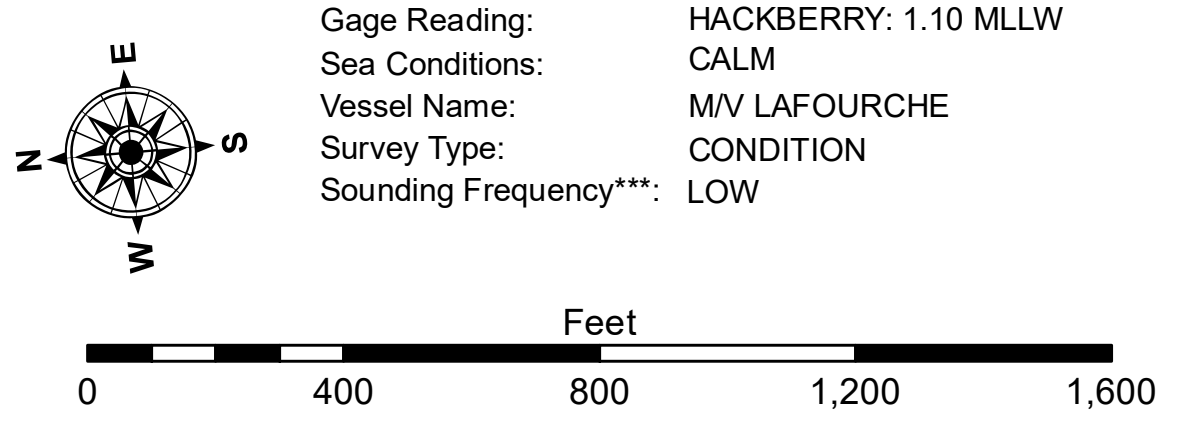 Gage Reading: HACKBERRY: 1.10 MLLW
Sea Conditions: CALM
Vessel Name: M/V LAFOURCHE
Survey Type: CONDITION
Sounding Frequency***: LOW
E
N
S
W
Feet
0 400 800 1,200 1,600